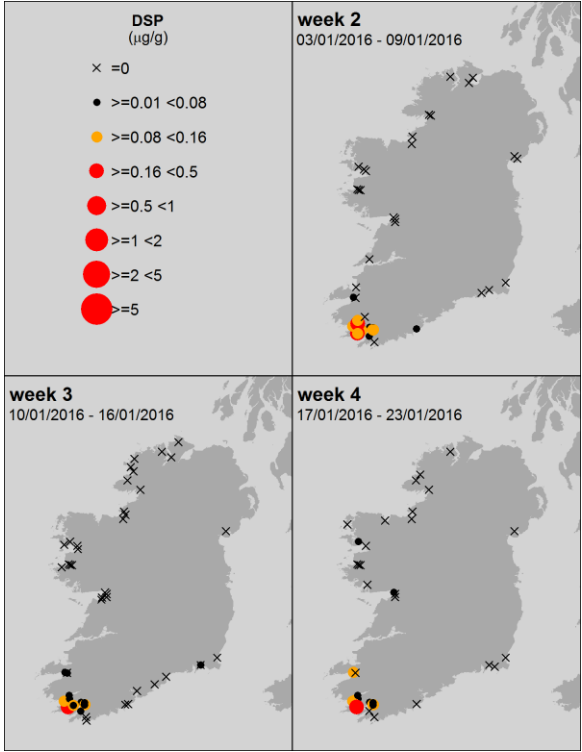 DSP
(µg/g)
=0
>=0.01 <0.08
>=0.08 <0.16
>=0.16 <0.5
>=0.5 <1
>=1 <2
>=2 <5
>=5
week 2
03/01/2016 - 09/01/2016
week 3
10/01/2016 - 16/01/2016
week 4
17/01/2016 - 23/01/2016